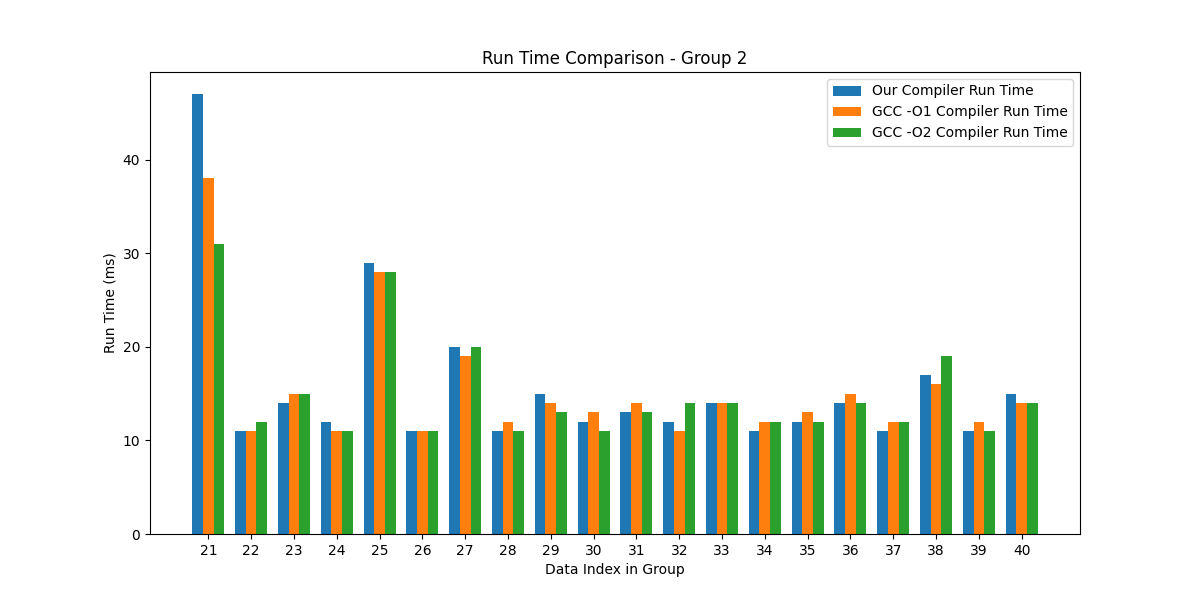 Run Time Comparison - Group 2
Our Compiler Run Time
GCC -O1 Compiler Run Time
GCC -O2 Compiler Run Time
Run Time (ms)
40
30
20
10
0
21 22 23 24 25 26 27 28 29 30 31 32 33 34 35 36 37 38 39 40
Data Index in Group